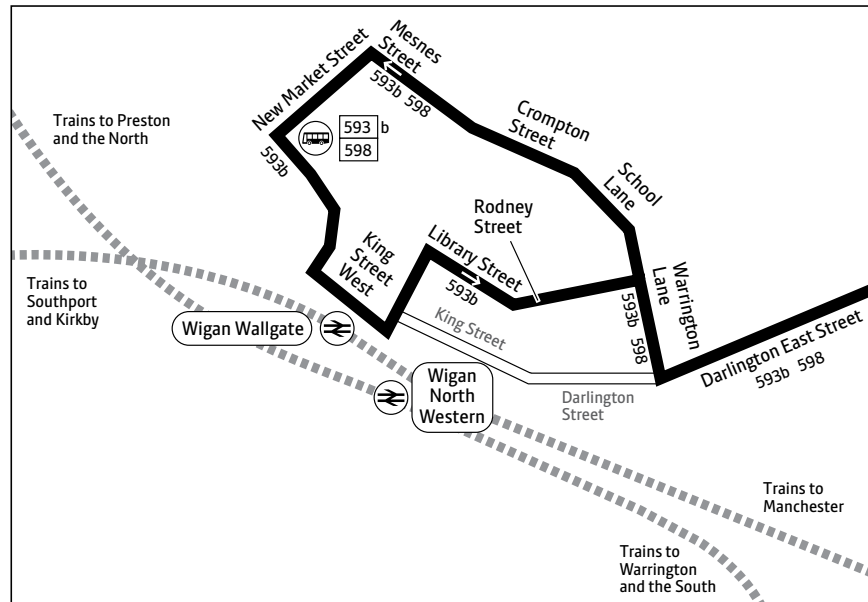 New Market Street
Mesnes
Street
593b 598
Crompton
Street
School
Lane
Trains to Preston
and the North
593 b
598
593b
Rodney
Street
King
Street
West
Library Street
593b
Warrington
Lane
593b 598
Trains to
Southport
and Kirkby
Wigan Wallgate
King Street
Darlington East Street
593b 598
Wigan
North
Western
Darlington
Street
Trains to
Manchester
Trains to
Warrington
and the South